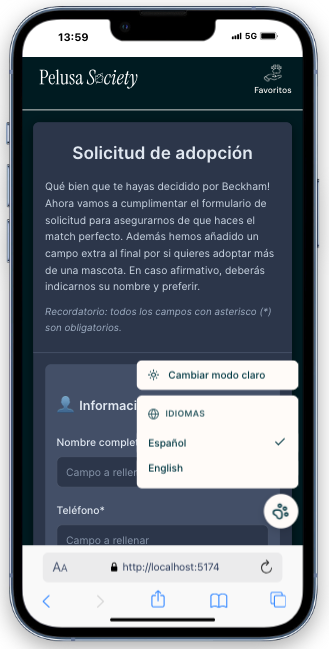 13:59
5G
Pelusa Society
Favoritos
Solicitud de adopción
Qué bien que te hayas decidido por Beckham!
Ahora vamos a cumplimentar el formulario de
solicitud para asegurarnos de que haces el
match perfecto. Además hemos añadido un
campo extra al final por si quieres adoptar más
de una mascota. En caso afirmativo, deberás
indicarnos su nombre y preferir.
Recordatorio: todos los campos con asterisco (*)
son obligatorios.
Cambiar modo claro
Informaci
IDIOMAS
Nombre complet
Español
Campo a rellenar
English
Teléfono*
Campo a rellenar
AA
http://localhost:5174